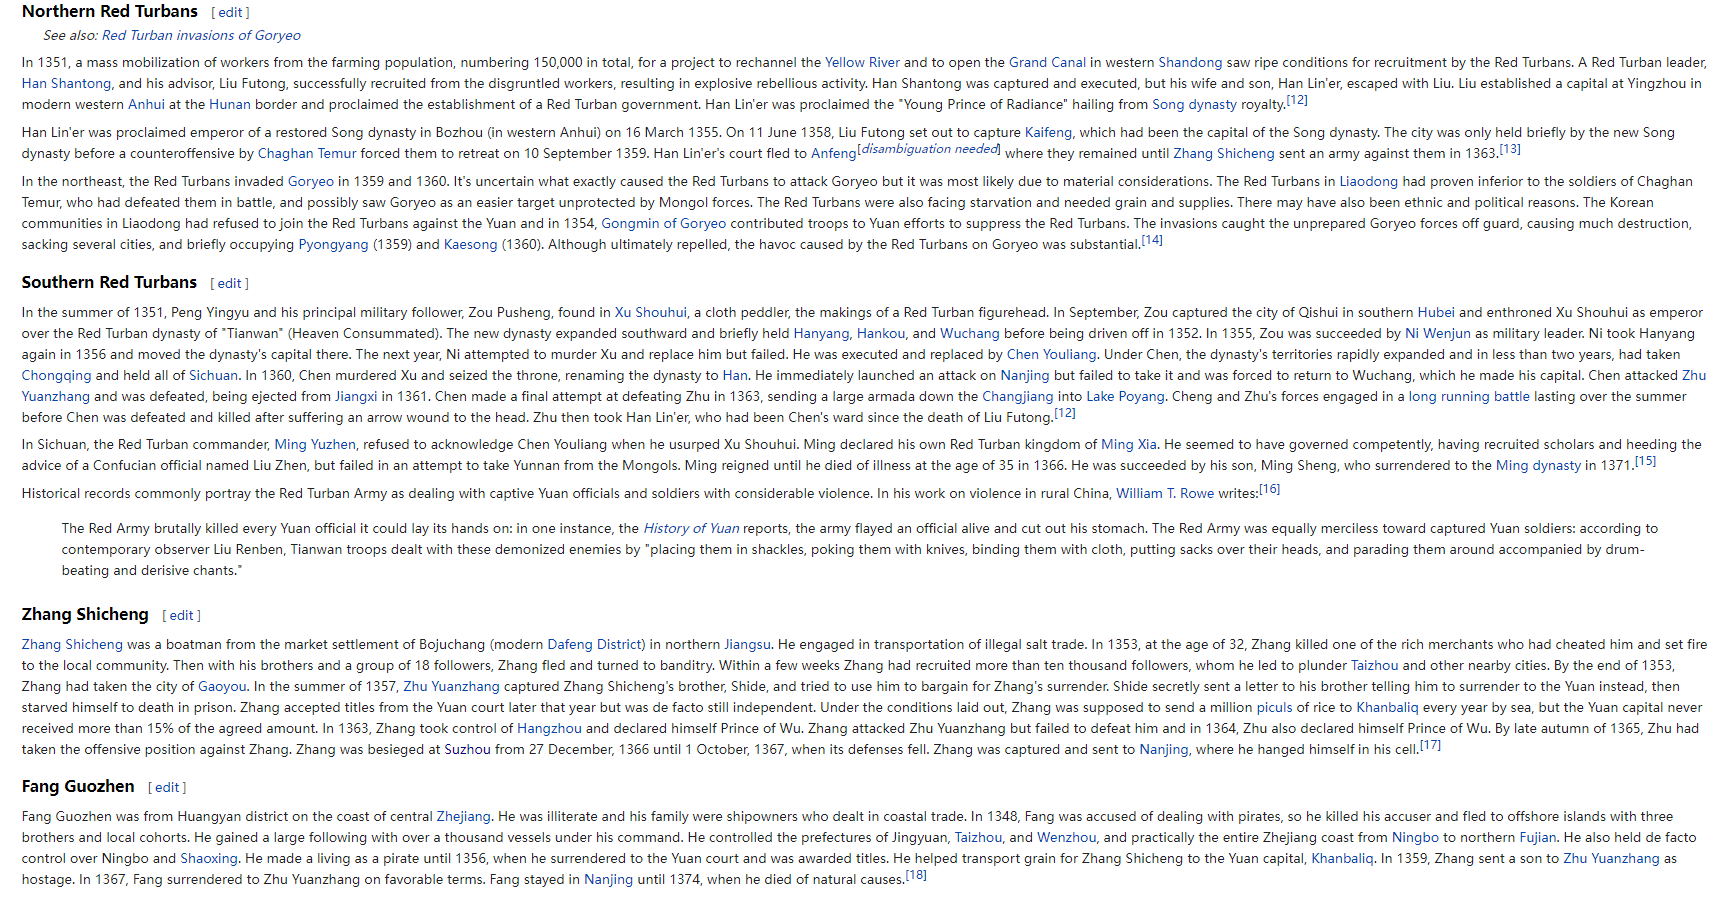 Northern Red Turbans [ edit ]
See also: Red Turban invasions of Goryeo
In 1351, a mass mobilization of workers from the farming population, numbering 150,000 in total, for a project to rechannel the Yellow River and to open the Grand Canal in western Shandong saw ripe conditions for recruitment by the Red Turbans. A Red Turban leader,
Han Shantong, and his advisor, Liu Futong, successfully recruited from the disgruntled workers, resulting in explosive rebellious activity. Han Shantong was captured and executed, but his wife and son, Han Lin'er, escaped with Liu. Liu established a capital at Yingzhou in
modern western Anhui at the Hunan border and proclaimed the establishment of a Red Turban government. Han Lin'er was proclaimed the "Young Prince of Radiance" hailing from Song dynasty royalty.[12]
Han Lin'er was proclaimed emperor of a restored Song dynasty in Bozhou (in western Anhui) on 16 March 1355. On 11 June 1358, Liu Futong set out to capture Kaifeng, which had been the capital of the Song dynasty. The city was only held briefly by the new Song
dynasty before a counteroffensive by Chaghan Temur forced them to retreat on 10 September 1359. Han Lin'er's court fled to Anfeng[disambiguation needed] where they remained until Zhang Shicheng sent an army against them in 1363.[13]
In the northeast, the Red Turbans invaded Goryeo in 1359 and 1360. It's uncertain what exactly caused the Red Turbans to attack Goryeo but it was most likely due to material considerations. The Red Turbans in Liaodong had proven inferior to the soldiers of Chaghan
Temur, who had defeated them in battle, and possibly saw Goryeo as an easier target unprotected by Mongol forces. The Red Turbans were also facing starvation and needed grain and supplies. There may have also been ethnic and political reasons. The Korean
communities in Liaodong had refused to join the Red Turbans against the Yuan and in 1354, Gongmin of Goryeo contributed troops to Yuan efforts to suppress the Red Turbans. The invasions caught the unprepared Goryeo forces off guard, causing much destruction,
sacking several cities, and briefly occupying Pyongyang (1359) and Kaesong (1360). Although ultimately repelled, the havoc caused by the Red Turbans on Goryeo was substantial.[14]
Southern Red Turbans [ edit ]
In the summer of 1351, Peng Yingyu and his principal military follower, Zou Pusheng, found in Xu Shouhui, a cloth peddler, the makings of a Red Turban figurehead. In September, Zou captured the city of Qishui in southern Hubei and enthroned Xu Shouhui as emperor
over the Red Turban dynasty of "Tianwan" (Heaven Consummated). The new dynasty expanded southward and briefly held Hanyang, Hankou, and Wuchang before being driven off in 1352. In 1355, Zou was succeeded by Ni Wenjun as military leader. Ni took Hanyang
again in 1356 and moved the dynasty's capital there. The next year, Ni attempted to murder Xu and replace him but failed. He was executed and replaced by Chen Youliang. Under Chen, the dynasty's territories rapidly expanded and in less than two years, had taken
Chongqing and held all of Sichuan. In 1360, Chen murdered Xu and seized the throne, renaming the dynasty to Han. He immediately launched an attack on Nanjing but failed to take it and was forced to return to Wuchang, which he made his capital. Chen attacked Zhu
Yuanzhang and was defeated, being ejected from Jiangxi in 1361. Chen made a final attempt at defeating Zhu in 1363, sending a large armada down the Changjiang into Lake Poyang. Cheng and Zhu's forces engaged in a long running battle lasting over the summer
before Chen was defeated and killed after suffering an arrow wound to the head. Zhu then took Han Lin'er, who had been Chen's ward since the death of Liu Futong.[12]
In Sichuan, the Red Turban commander, Ming Yuzhen, refused to acknowledge Chen Youliang when he usurped Xu Shouhui. Ming declared his own Red Turban kingdom of Ming Xia. He seemed to have governed competently, having recruited scholars and heeding the
advice of a Confucian official named Liu Zhen, but failed in an attempt to take Yunnan from the Mongols. Ming reigned until he died of illness at the age of 35 in 1366. He was succeeded by his son, Ming Sheng, who surrendered to the Ming dynasty in 1371.[15]
Historical records commonly portray the Red Turban Army as dealing with captive Yuan officials and soldiers with considerable violence. In his work on violence in rural China, William T. Rowe writes:[16]
The Red Army brutally killed every Yuan official it could lay its hands on: in one instance, the History of Yuan reports, the army flayed an official alive and cut out his stomach. The Red Army was equally merciless toward captured Yuan soldiers: according to
contemporary observer Liu Renben, Tianwan troops dealt with these demonized enemies by "placing them in shackles, poking them with knives, binding them with cloth, putting sacks over their heads, and parading them around accompanied by drum-
beating and derisive chants."
Zhang Shicheng [ edit ]
Zhang Shicheng was a boatman from the market settlement of Bojuchang (modern Dafeng District) in northern Jiangsu. He engaged in transportation of illegal salt trade. In 1353, at the age of 32, Zhang killed one of the rich merchants who had cheated him and set fire
to the local community. Then with his brothers and a group of 18 followers, Zhang fled and turned to banditry. Within a few weeks Zhang had recruited more than ten thousand followers, whom he led to plunder Taizhou and other nearby cities. By the end of 1353,
Zhang had taken the city of Gaoyou. In the summer of 1357, Zhu Yuanzhang captured Zhang Shicheng's brother, Shide, and tried to use him to bargain for Zhang's surrender. Shide secretly sent a letter to his brother telling him to surrender to the Yuan instead, then
starved himself to death in prison. Zhang accepted titles from the Yuan court later that year but was de facto still independent. Under the conditions laid out, Zhang was supposed to send a million piculs of rice to Khanbaliq every year by sea, but the Yuan capital never
received more than 15% of the agreed amount. In 1363, Zhang took control of Hangzhou and declared himself Prince of Wu. Zhang attacked Zhu Yuanzhang but failed to defeat him and in 1364, Zhu also declared himself Prince of Wu. By late autumn of 1365, Zhu had
taken the offensive position against Zhang. Zhang was besieged at Suzhou from 27 December, 1366 until 1 October, 1367, when its defenses fell. Zhang was captured and sent to Nanjing, where he hanged himself in his cell.[17]
Fang Guozhen [ edit ]
Fang Guozhen was from Huangyan district on the coast of central Zhejiang. He was illiterate and his family were shipowners who dealt in coastal trade. In 1348, Fang was accused of dealing with pirates, so he killed his accuser and fled to offshore islands with three
brothers and local cohorts. He gained a large following with over a thousand vessels under his command. He controlled the prefectures of Jingyuan, Taizhou, and Wenzhou, and practically the entire Zhejiang coast from Ningbo to northern Fujian. He also held de facto
control over Ningbo and Shaoxing. He made a living as a pirate until 1356, when he surrendered to the Yuan court and was awarded titles. He helped transport grain for Zhang Shicheng to the Yuan capital, Khanbaliq. In 1359, Zhang sent a son to Zhu Yuanzhang as
hostage. In 1367, Fang surrendered to Zhu Yuanzhang on favorable terms. Fang stayed in Nanjing until 1374, when he died of natural causes.[18]